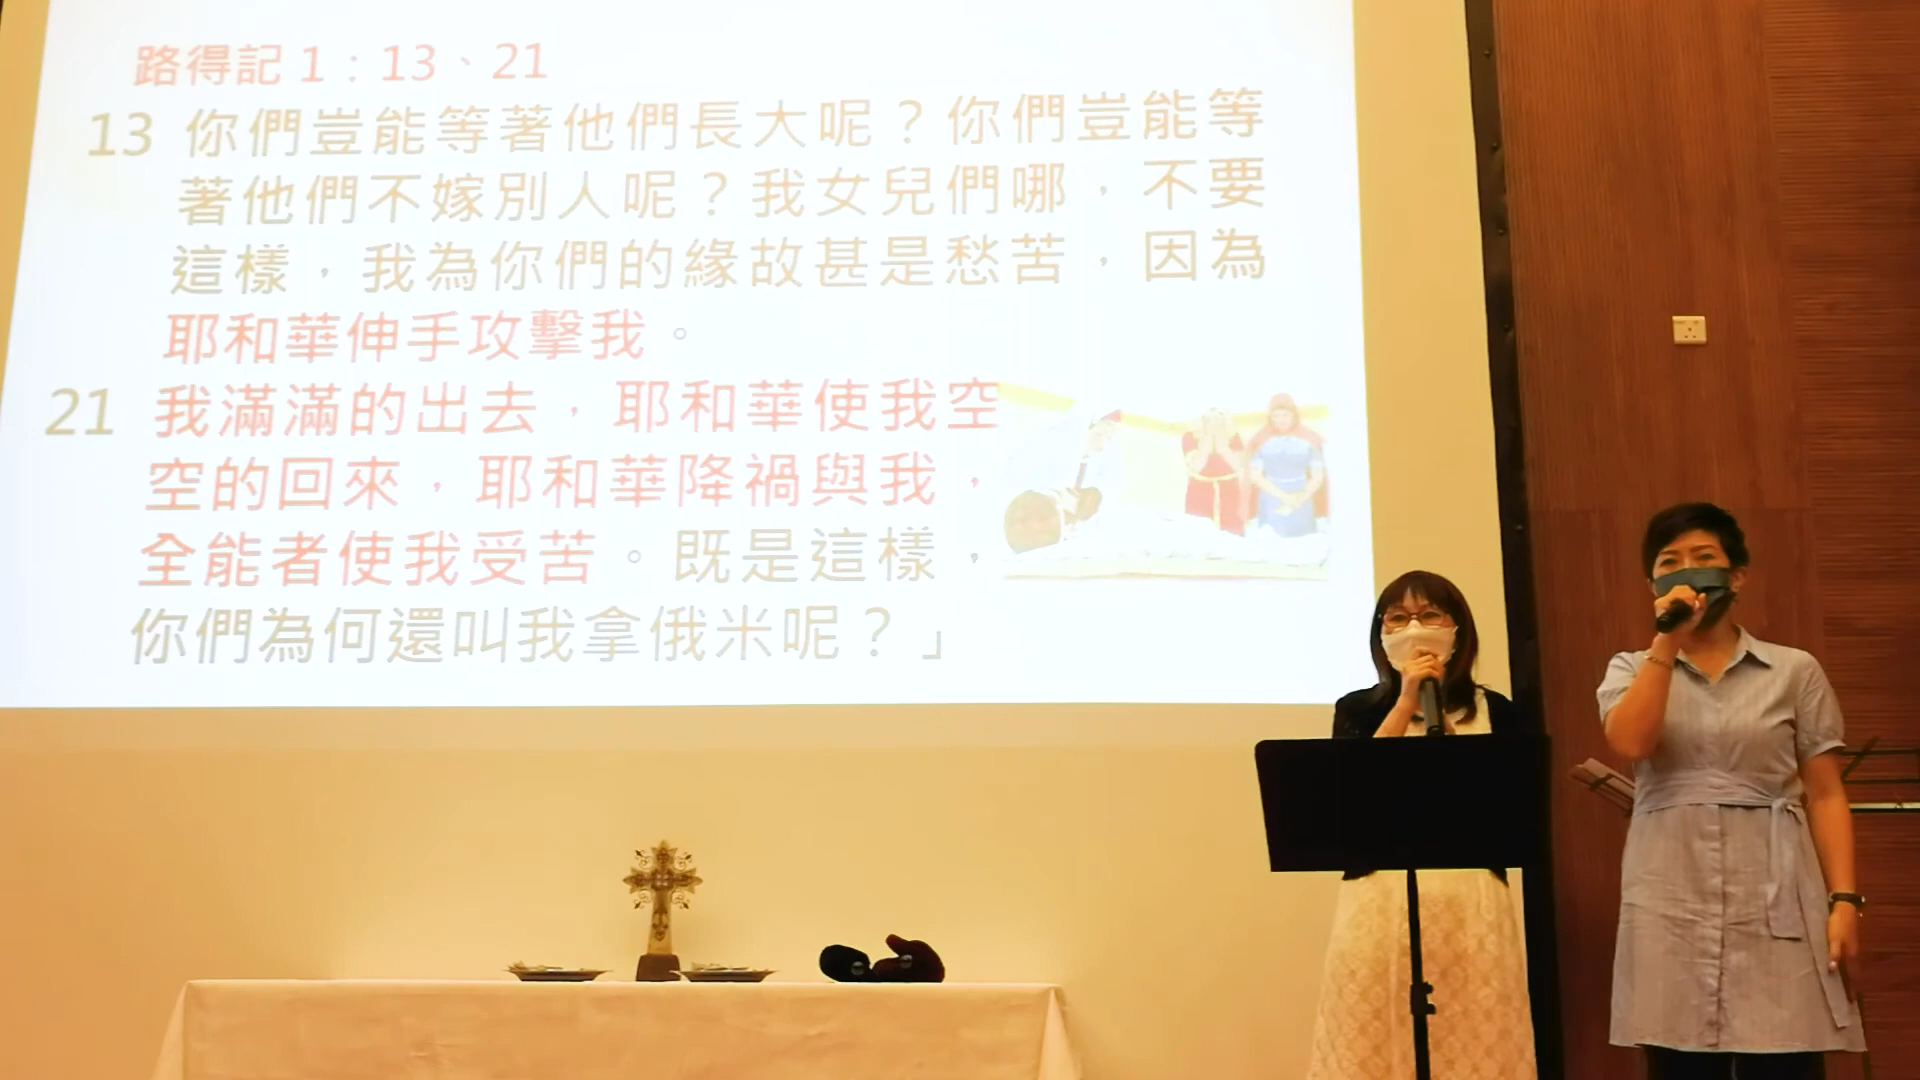 路得記 1：13、21
13 你們豈能等著他們長大呢？你們豈能等
著他們不嫁別人呢？我女兒們哪，不要
這樣，我為你們的緣故甚是愁苦，因為
耶和華伸手攻擊我。
21 我滿滿的出去，耶和華使我空
空的回來，耶和華降禍與我，
全能者使我受苦。既是這樣，
你們為何還叫我拿俄米呢？」